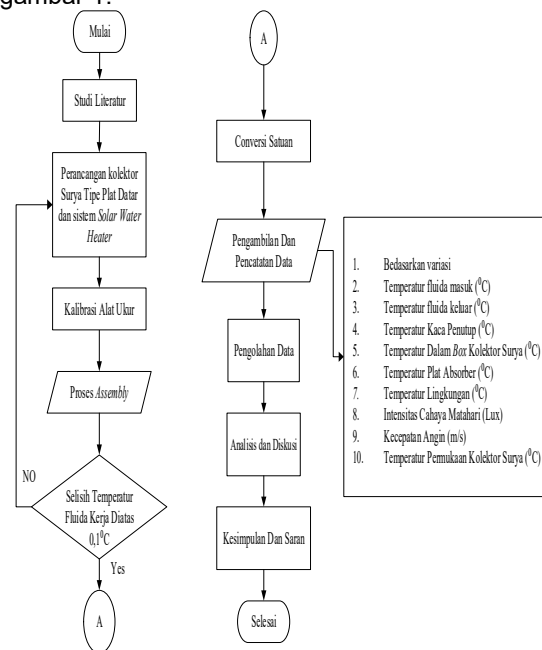 gambar 1.
Mulai
Studi Literatur
Perancangan kolektor
Surya Tipe Plat Datar
dan sistem Solar Water
Heater
Kalibrasi Alat Ukur
Proses Assembly
NO
Selisih Temperatur
Fluida Kerja Diatas
0,1⁰C
Yes
A
A
Conversi Satuan
Pengambilan Dan
Pencatatan Data
Pengolahan Data
Analisis dan Diskusi
Kesimpulan Dan Saran
Selesai
1. Bedasarkan variasi
2. Temperatur fluida masuk (⁰C)
3. Temperatur fluida keluar (⁰C)
4. Temperatur Kaca Penutup (⁰C)
5. Temperatur Dalam Box Kolektor Surya (⁰C)
6. Temperatur Plat Absorber (⁰C)
7. Temperatur Lingkungan (⁰C)
8. Intensitas Cahaya Matahari (Lux)
9. Kecepatan Angin (m/s)
10. Temperatur Permukaan Kolektor Surya (⁰C)